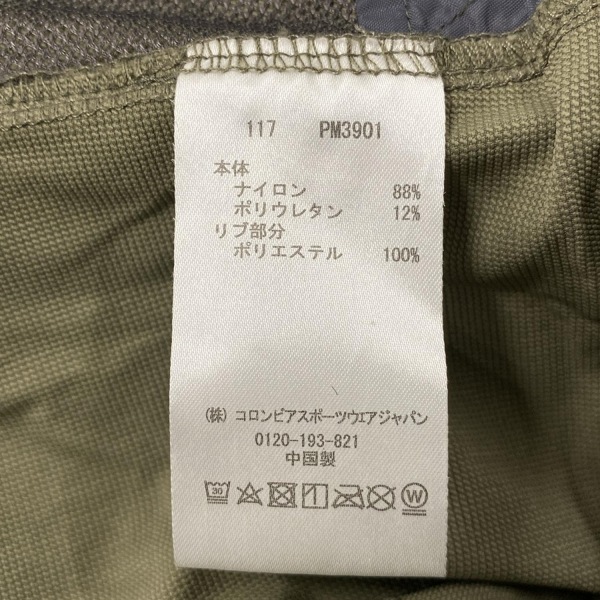 117 PM3901
本体
ナイロン 88%
ポリウレタン 12%
リブ部分
ポリエステル 100%
(株) コロンビアスポーツウエアジャパン
0120-193-821
中国製
30
W